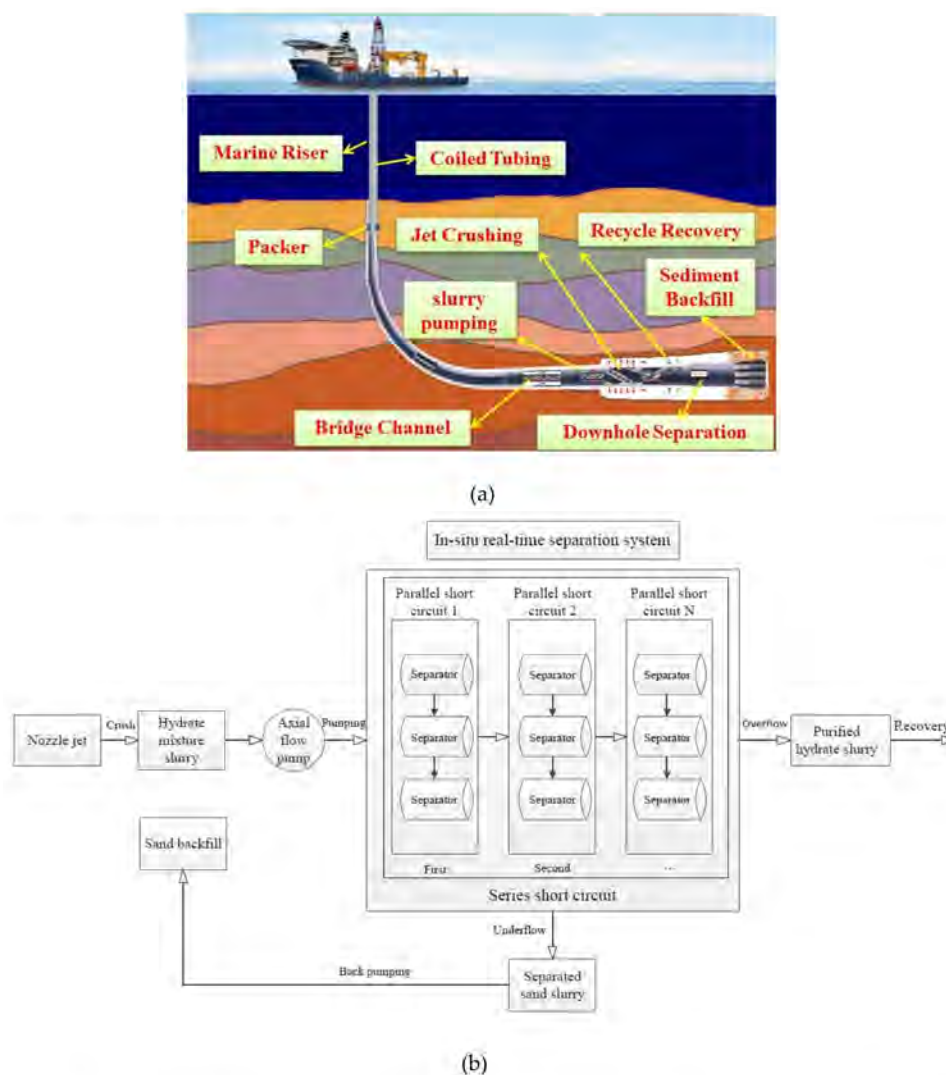 Marine Riser
Coiled Tubing
Packer
Jet Crushing
Recycle Recovery
Sediment
Backfill
slurry
pumping
Bridge Channel
Downhole Separation
(a)
In-situ real-time separation system
Parallel short
circuit 1
Parallel short
circuit 2
Parallel short
circuit N
Separator
Separator
Separator
Separator
Separator
Separator
Separator
Separator
Separator
First
Second
...
Series short circuit
Nozzle jet
Crush
Hydrate
mixture
slurry
Axial
flow
pump
Pumping
Overflow
Purified
hydrate slurry
Recovery
Sand backfill
Underflow
Back pumping
Separated
sand slurry
(b)